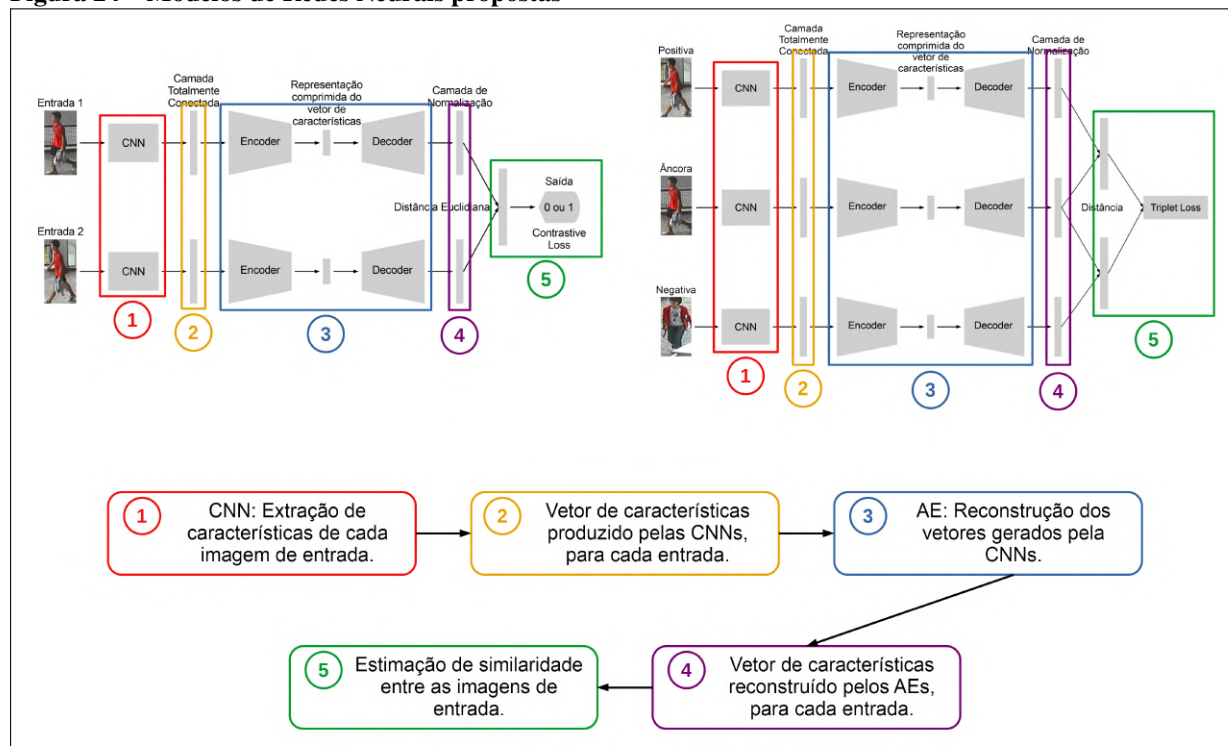 Figura 14 – Modelos de Redes Neurais propostas
Entrada 1
CNN
Camada
Totalmente
Conectada
Encoder
Representação
comprimida do
vetor de
características
Decoder
Camada de
Normalização
Entrada 2
CNN
Encoder
Decoder
Distância Euclidiana
Saída
0 ou 1
Contrastive
Loss
1
2
3
4
5
Positiva
CNN
Camada
Totalmente
Conectada
Encoder
Representação
comprimida do
vetor de
características
Decoder
Camada de
Normalização
Âncora
CNN
Encoder
Decoder
Distância
Triplet Loss
Negativa
CNN
Encoder
Decoder
1
2
3
4
5
1
CNN: Extração de
características de cada
imagem de entrada.
2
Vetor de características
produzido pelas CNNs,
para cada entrada.
3
AE: Reconstrução dos
vetores gerados pela
CNNs.
4
Vetor de características
reconstruído pelos AEs,
para cada entrada.
5
Estimação de similaridade
entre as imagens de
entrada.